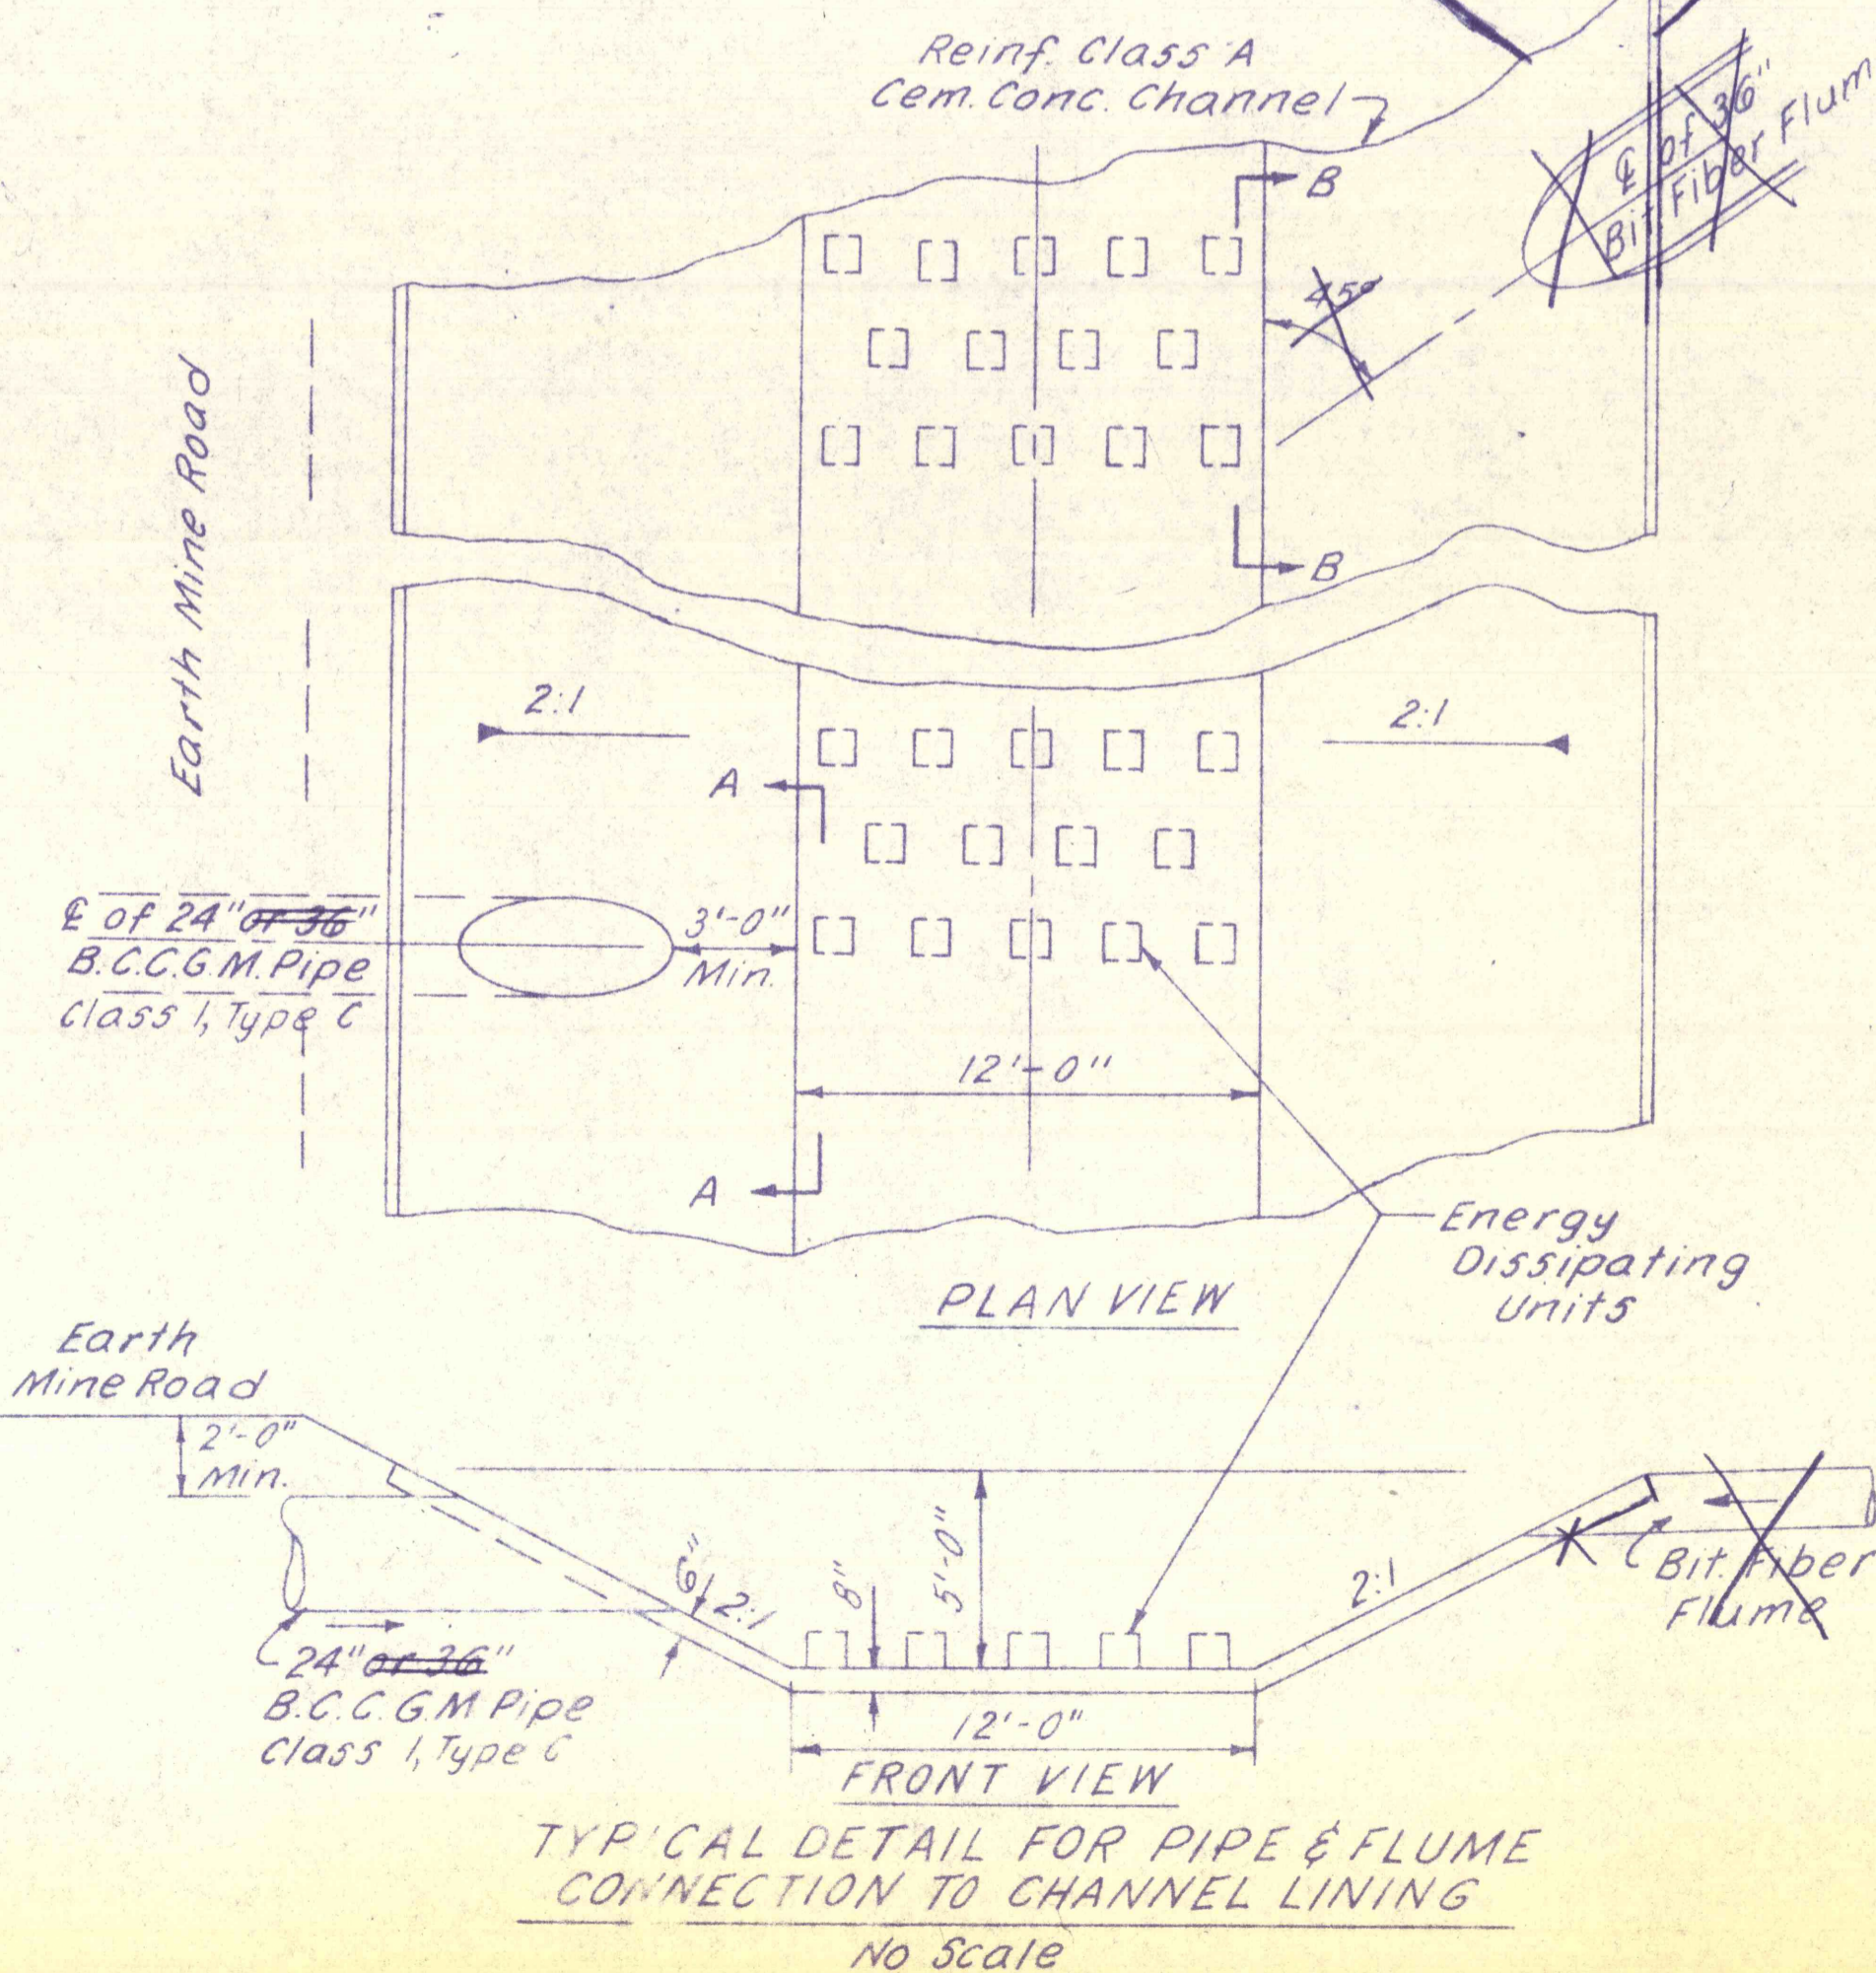 Reinf. Class A
Cem. Conc. Channel
℄ of 36"
Bit. Fiber Flum
B
45°
Earth Mine Road
B
2:1
2:1
A
℄ of 24" or 36"
B.C.C.G.M. Pipe
Class 1, Type C
3'-0"
Min.
12'-0"
A
Energy
Dissipating
Units
PLAN VIEW
Earth
Mine Road
2'-0"
Min.
6"
2:1
8"
5'-0"
2:1
Bit. Fiber
Flume
24" or 36"
B.C.C.G.M Pipe
Class 1, Type C
12'-0"
FRONT VIEW
TYPICAL DETAIL FOR PIPE & FLUME
CONNECTION TO CHANNEL LINING
No Scale